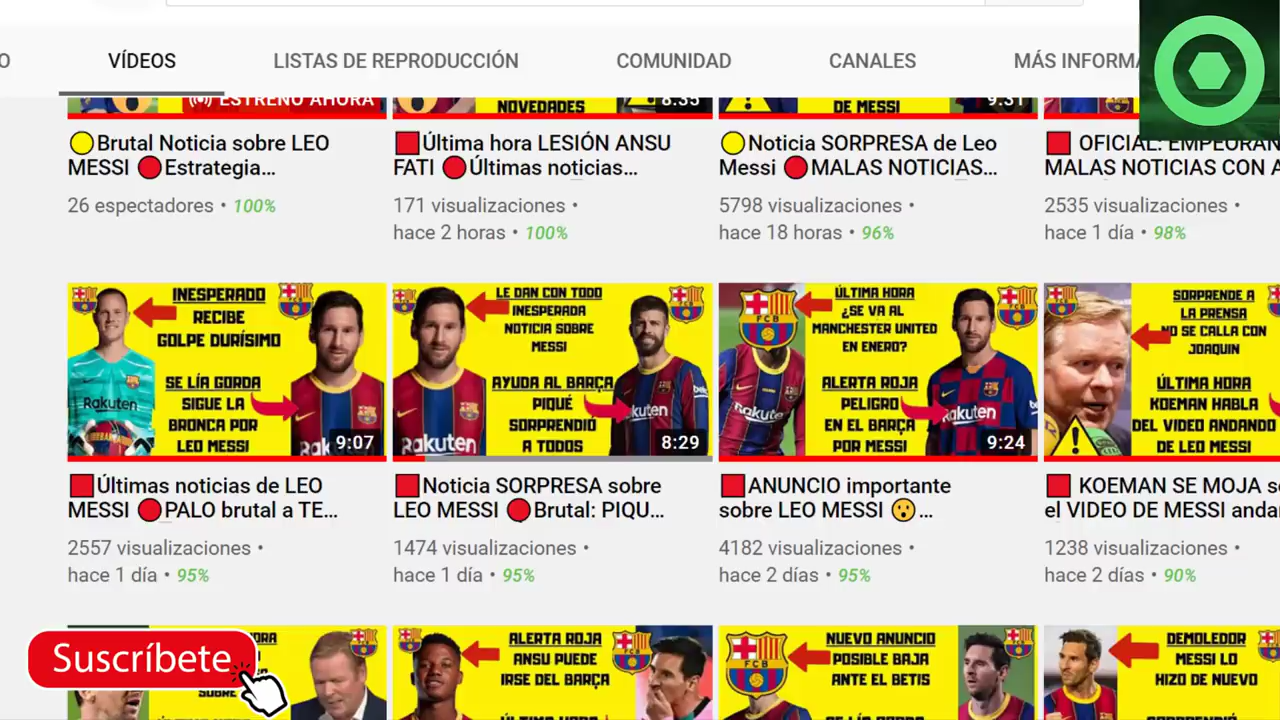 O
VÍDEOS
LISTAS DE REPRODUCCIÓN
COMUNIDAD
CANALES
MÁS INFORMA
ESTRENO AHORA
NOVEDADES
8:35
DE MESSI
9:31
Brutal Noticia sobre LEO
MESSI Estrategia...
26 espectadores • 100%
Última hora LESIÓN ANSU
FATI Últimas noticias...
171 visualizaciones •
hace 2 horas • 100%
Noticia SORPRESA de Leo
Messi MALAS NOTICIAS...
5798 visualizaciones •
hace 18 horas • 96%
OFICIAL: EMPEORAN
MALAS NOTICIAS CON A
2535 visualizaciones •
hace 1 día • 98%
INESPERADO
RECIBE
GOLPE DURÍSIMO
SE LÍA GORDA
SIGUE LA
BRONCA POR
LEO MESSI
Rakuten
Rak
9:07
LE DAN CON TODO
INESPERADA
NOTICIA SOBRE
MESSI
AYUDA AL BARÇA
PIQUÉ
SORPRENDIÓ
A TODOS
Rakuten
kuten
8:29
FCB
ÚLTIMA HORA
¿SE VA AL
MANCHESTER UNITED
EN ENERO?
ALERTA ROJA
PELIGRO
EN EL BARÇA
POR MESSI
Rakuten
9:24
SORPRENDE A
LA PRENSA
NO SE CALLA CON
JOAQUIN
ÚLTIMA HORA
KOEMAN HABLA
DEL VIDEO ANDANDO
DE LEO MESSI
Últimas noticias de LEO
MESSI PALO brutal a TE...
2557 visualizaciones •
hace 1 día • 95%
Noticia SORPRESA sobre
LEO MESSI Brutal: PIQU...
1474 visualizaciones •
hace 1 día • 95%
ANUNCIO importante
sobre LEO MESSI ...
4182 visualizaciones •
hace 2 días • 95%
KOEMAN SE MOJA s
el VIDEO DE MESSI anda
1238 visualizaciones •
hace 2 días • 90%
Suscríbete
ALERTA ROJA
ANSU PUEDE
IRSE DEL BARÇA
ÚLTIMA HORA
FCB
NUEVO ANUNCIO
POSIBLE BAJA
ANTE EL BETIS
DEMOLEDOR
MESSI LO
HIZO DE NUEVO